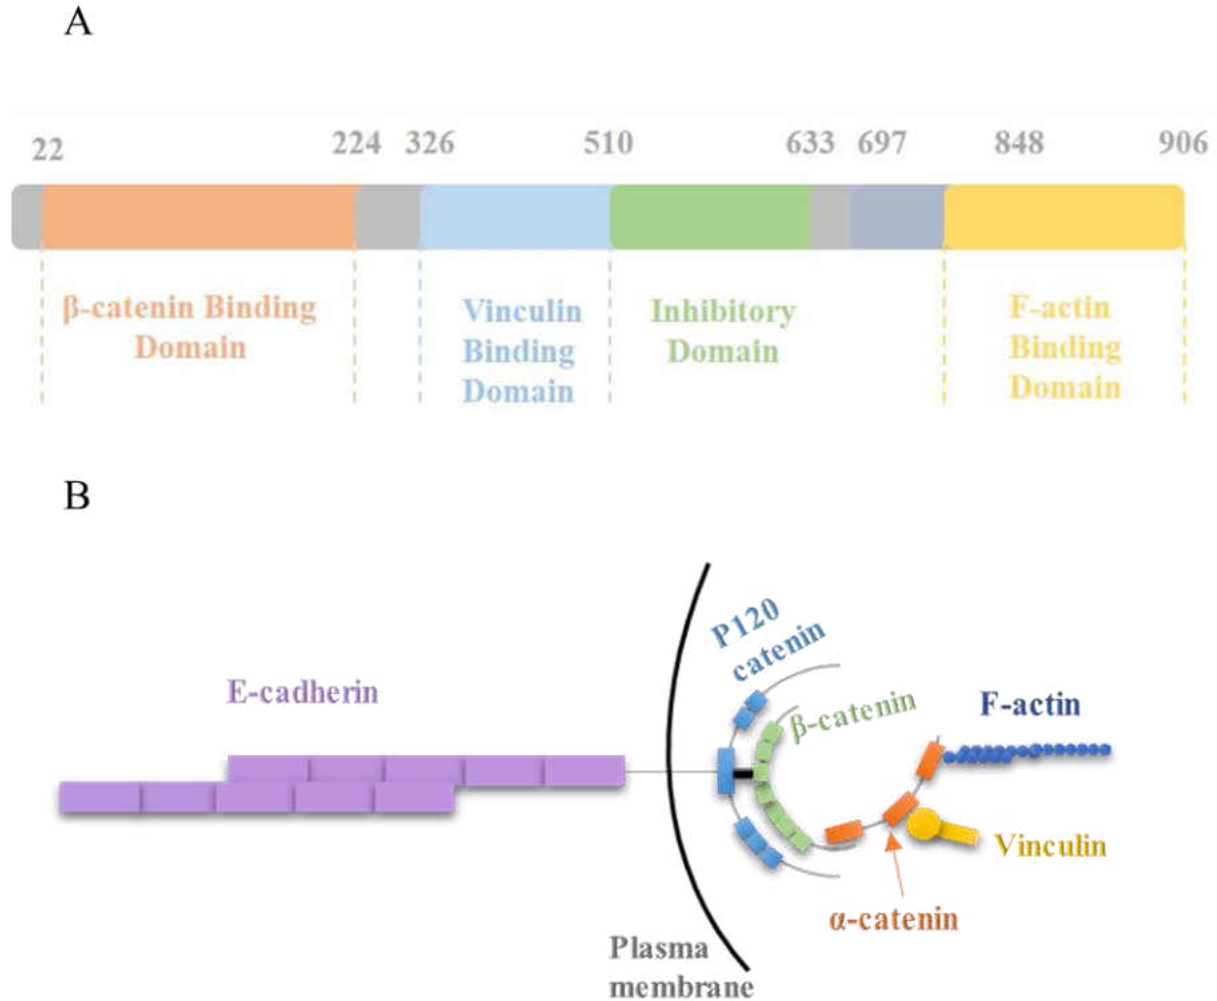 A
22 224 326 510 633 697 848 906
β-catenin Binding
Domain
Vinculin
Binding
Domain
Inhibitory
Domain
F-actin
Binding
Domain
B
P120
catenin
E-cadherin
β-catenin
F-actin
Vinculin
α-catenin
Plasma
membrane